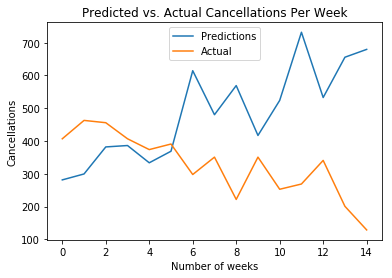 Predicted vs. Actual Cancellations Per Week
Predictions
Actual
Cancellations
700
600
500
400
300
200
100
0 2 4 6 8 10 12 14
Number of weeks